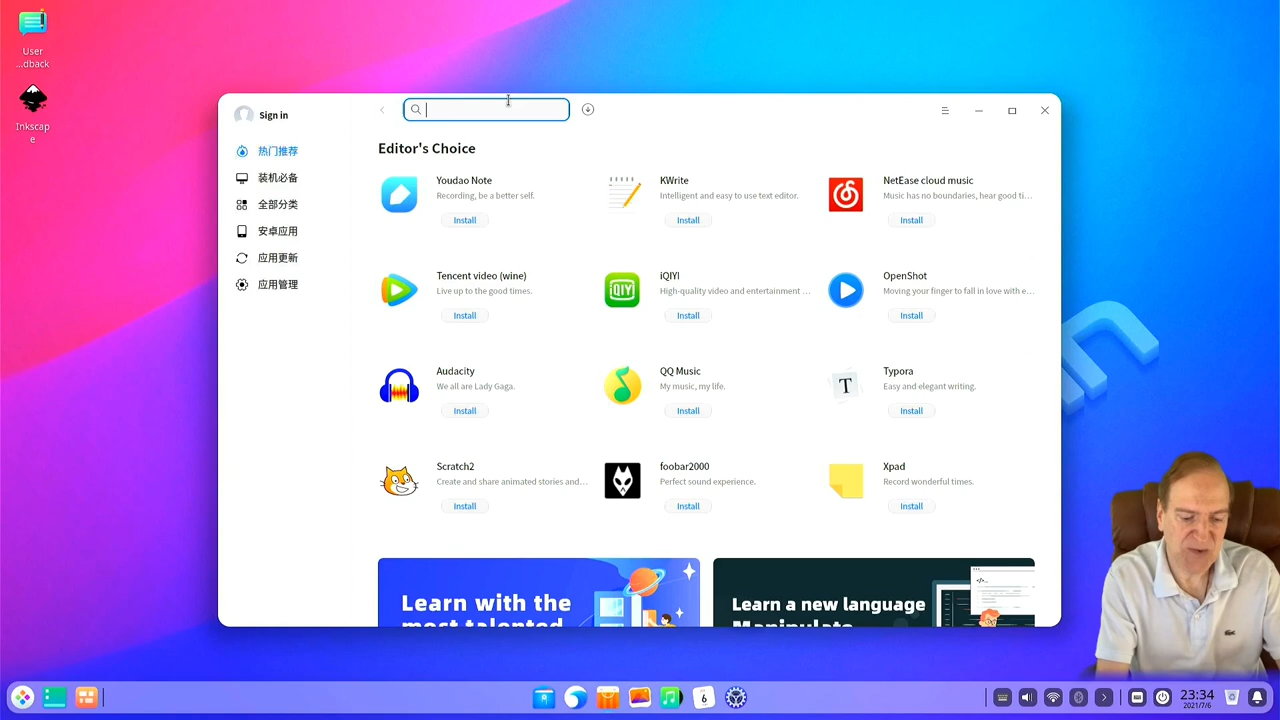 User
...dback
Inkscap
e
Sign in
热门推荐
装机必备
全部分类
安卓应用
应用更新
应用管理
Editor's Choice
Youdao Note
Recording, be a better self.
Install
KWrite
Intelligent and easy to use text editor.
Install
NetEase cloud music
Music has no boundaries, hear good ti...
Install
Tencent video (wine)
Live up to the good times.
Install
iQIYI
QIY
High-quality video and entertainment ...
Install
OpenShot
Moving your finger to fall in love with e...
Install
Audacity
We all are Lady Gaga.
Install
QQ Music
My music, my life.
Install
Typora
T
Easy and elegant writing.
Install
Scratch2
Create and share animated stories and...
Install
foobar2000
Perfect sound experience.
Install
Xpad
Record wonderful times.
Install
Learn with the
most talented
Learn a new language
Manipulate
6
23:34
2021/7/6